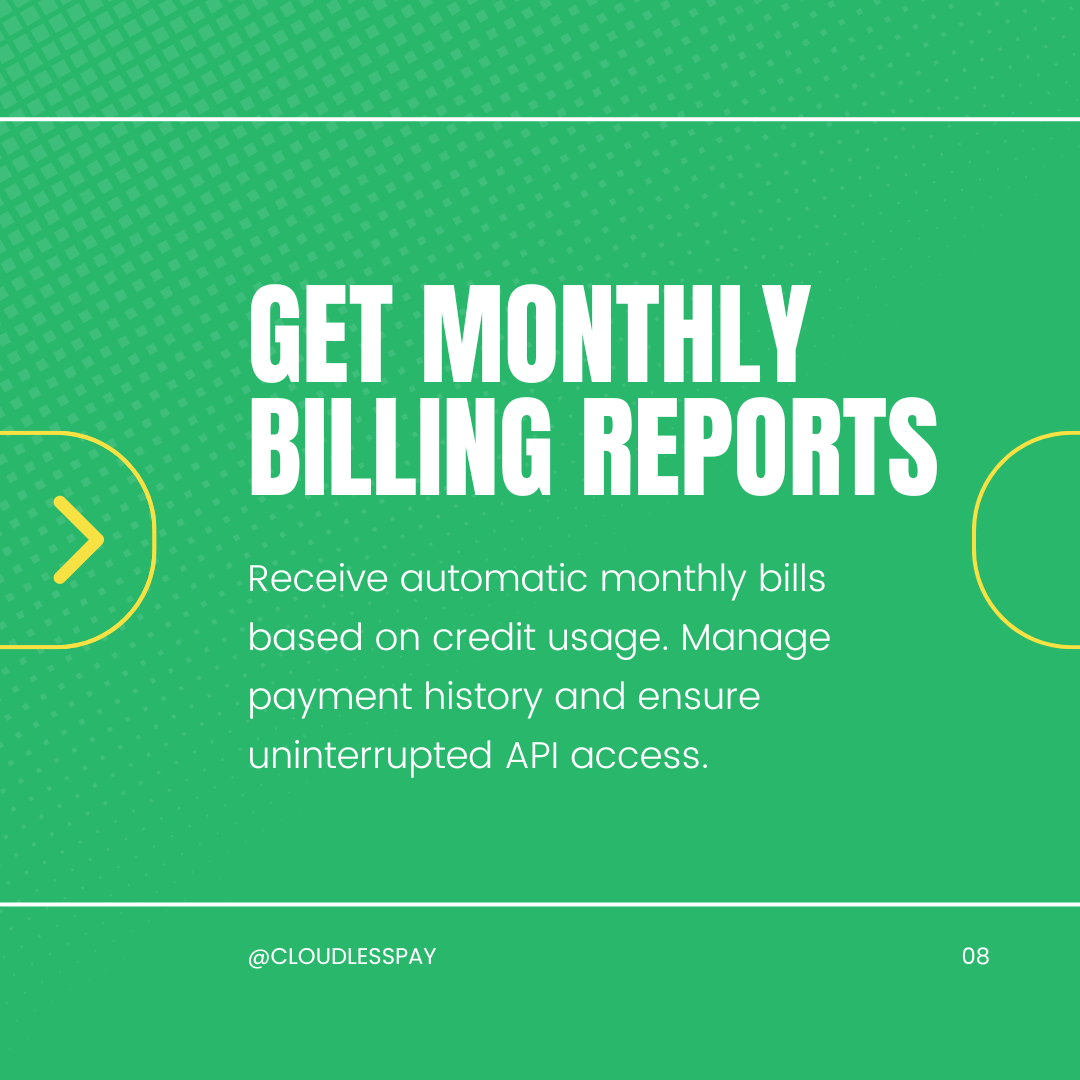 GET MONTHLY
BILLING REPORTS
Receive automatic monthly bills
based on credit usage. Manage
payment history and ensure
uninterrupted API access.
@CLOUDLESSPAY
08